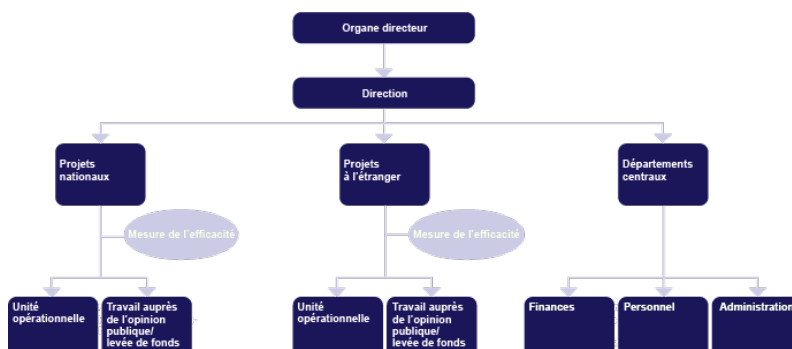 Organe directeur
Direction
Projets
nationaux
Projets
à l'étranger
Départements
centraux
Mesure de l'efficacité
Mesure de l'efficacité
Unité
opérationnelle
Travail auprès
de l'opinion
publique/
levée de fonds
Unité
opérationnelle
Travail auprès
de l'opinion
publique/
levée de fonds
Finances
Personnel
Administration